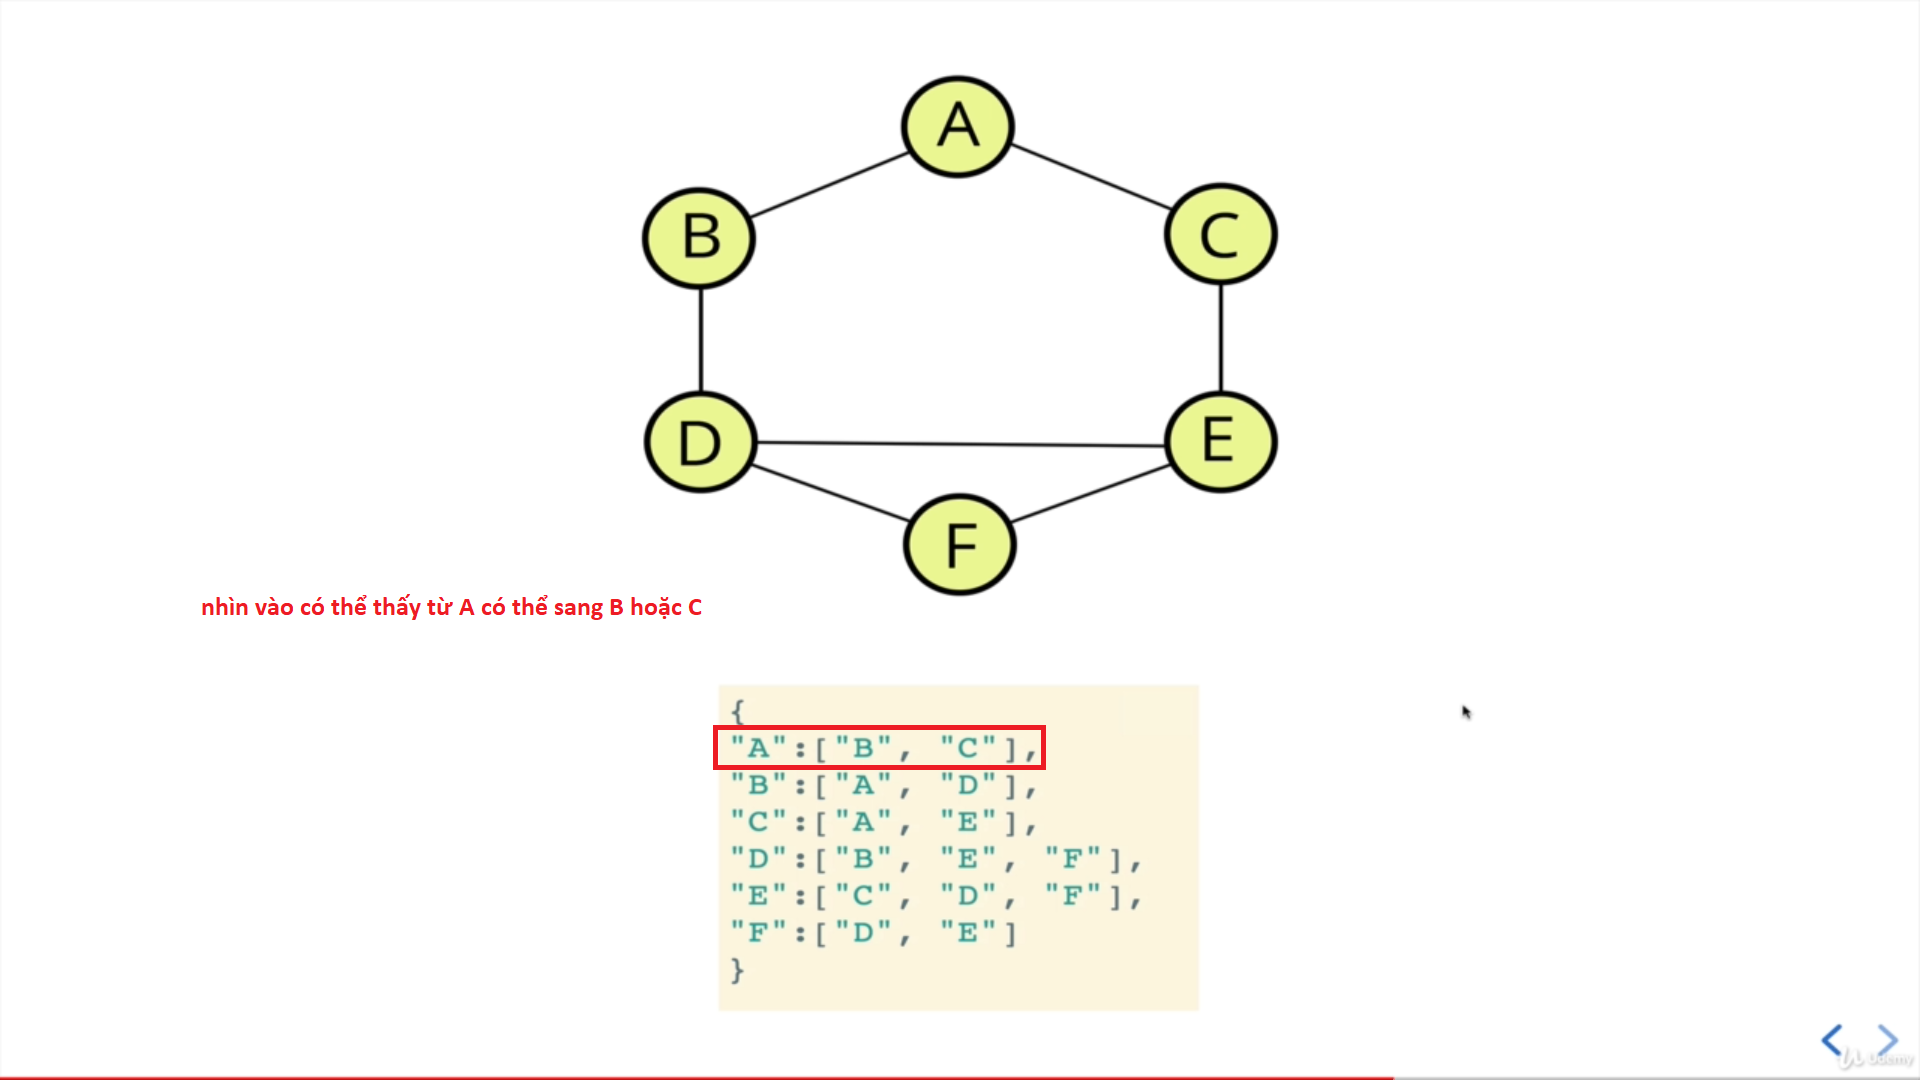 A
B
C
D
E
F
nhìn vào có thể thấy từ A có thể sang B hoặc C
{
"A":["B", "C"],
"B":["A", "D"],
"C":["A", "E"],
"D":["B", "E", "F"],
"E":["C", "D", "F"],
"F":["D", "E"]
}
Udemy